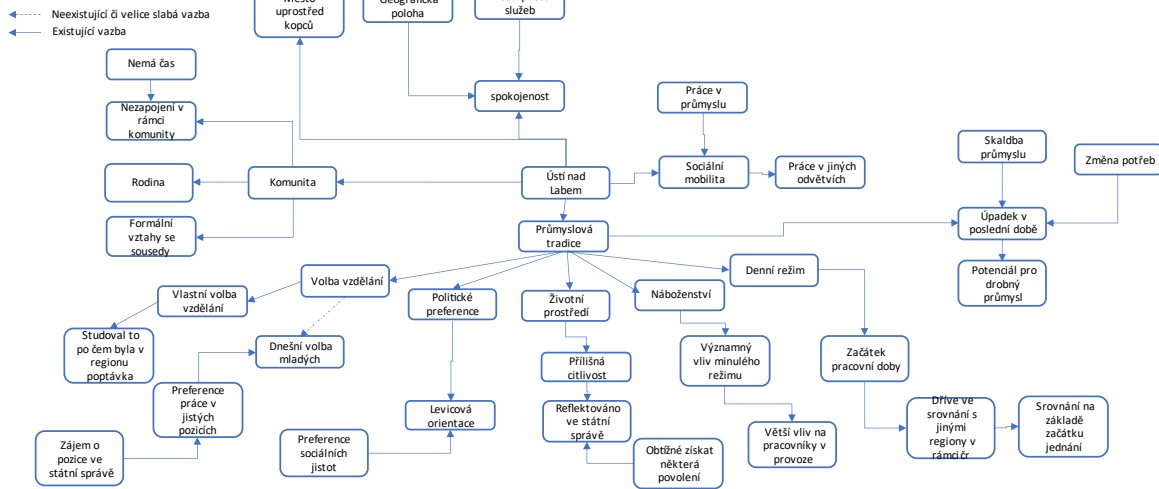 Město
uprostřed
kopců
Geografická
poloha
služeb
Neexistující či velice slabá vazba
Existující vazba
Nemá čas
Nezapojení v
rámci
komunity
spokojenost
Práce v
průmyslu
Skaldba
průmyslu
Změna potřeb
Rodina
Komunita
Ústí nad
Labem
Sociální
mobilita
Práce v jiných
odvětvích
Formální
vztahy se
sousedy
Průmyslová
tradice
Úpadek v
poslední době
Potenciál pro
drobný
průmysl
Volba vzdělání
Politické
preference
Životní
prostředí
Náboženství
Denní režim
Vlastní volba
vzdělání
Studoval to
po čem byla v
regionu
poptávka
Dnešní volba
mladých
Přílišná
citlivost
Významný
vliv minulého
režimu
Začátek
pracovní doby
Preference
práce v
jistých
pozicích
Levicová
orientace
Reflektováno
ve státní
správě
Větší vliv na
pracovníky v
provoze
Dříve ve
srovnání s
jinými
regiony v
rámci čr
Srovnání na
základě
začátku
jednání
Zájem o
pozice ve
státní správě
Preference
sociálních
jistot
Obtížné získat
některá
povolení